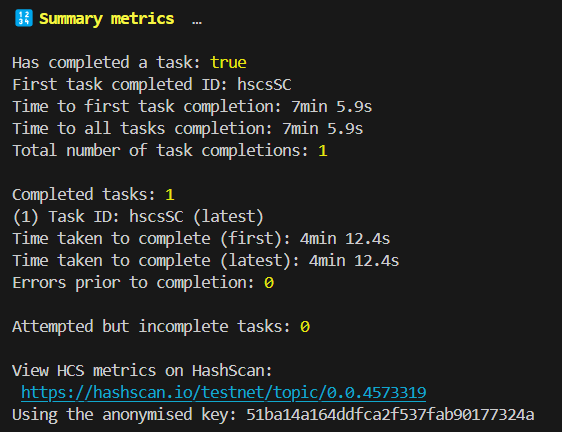 🔢 Summary metrics …
Has completed a task: true
First task completed ID: hscsSC
Time to first task completion: 7min 5.9s
Time to all tasks completion: 7min 5.9s
Total number of task completions: 1
Completed tasks: 1
(1) Task ID: hscsSC (latest)
Time taken to complete (first): 4min 12.4s
Time taken to complete (latest): 4min 12.4s
Errors prior to completion: 0
Attempted but incomplete tasks: 0
View HCS metrics on HashScan:
https://hashscan.io/testnet/topic/0.0.4573319
Using the anonymised key: 51ba14a164ddfca2f537fab90177324a